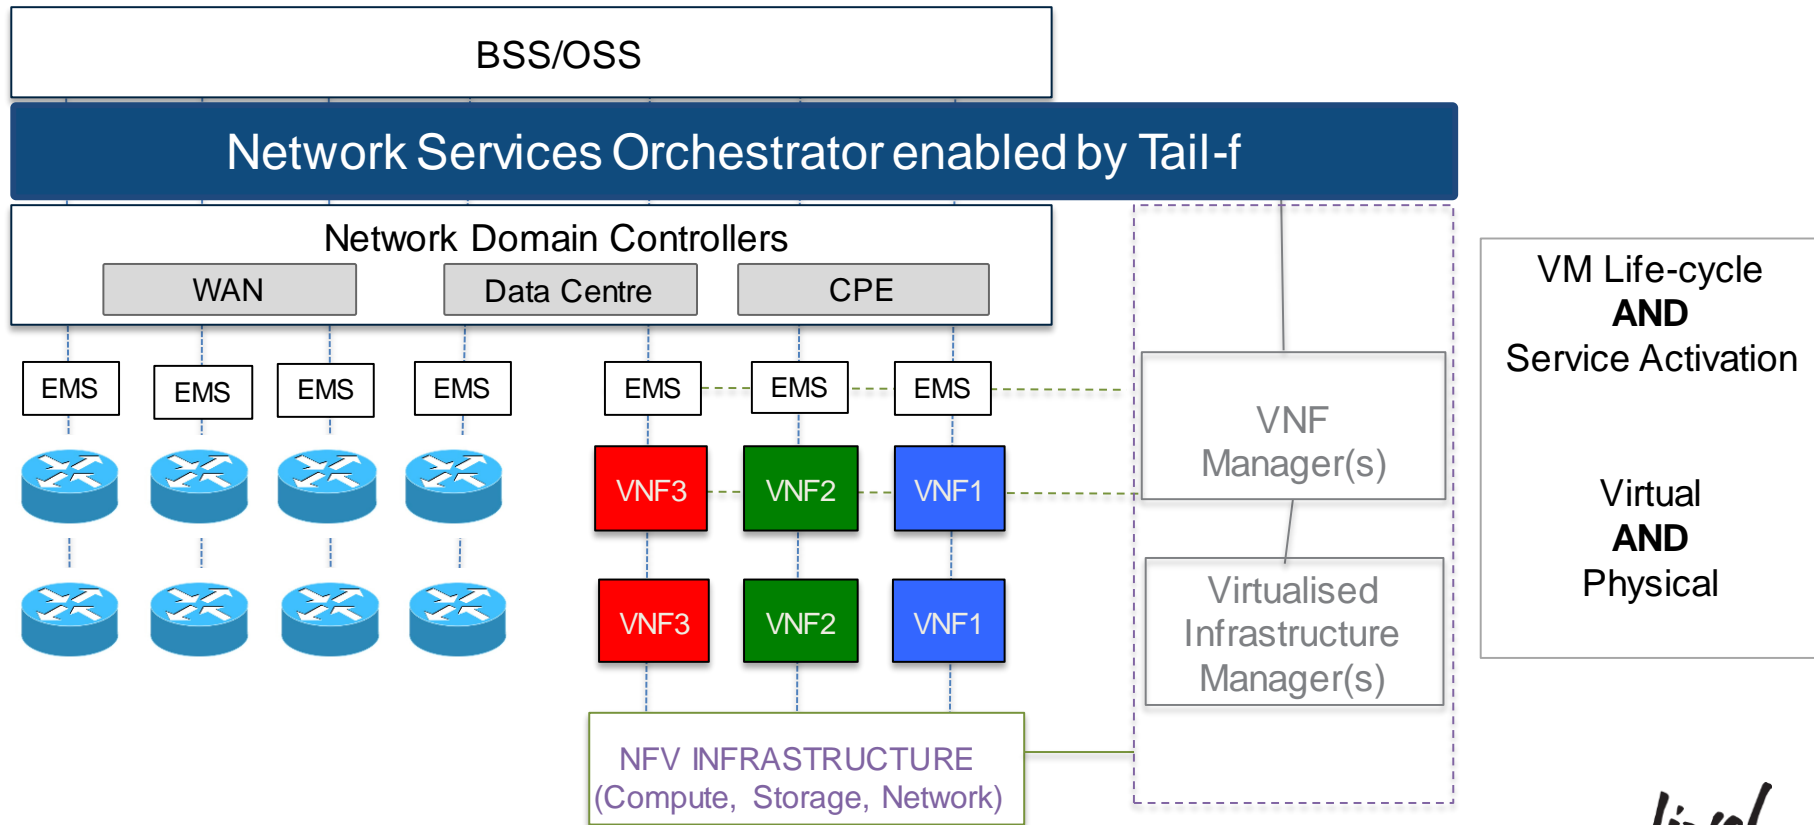 BSS/OSS
Network Services Orchestrator enabled by Tail-f
Network Domain Controllers
WAN
Data Centre
CPE
EMS
EMS
EMS
EMS
EMS
EMS
EMS
VNF3
VNF2
VNF1
VNF3
VNF2
VNF1
NFV INFRASTRUCTURE
(Compute, Storage, Network)
VNF
Manager(s)
Virtualised
Infrastructure
Manager(s)
VM Life-cycle
AND
Service Activation
Virtual
AND
Physical